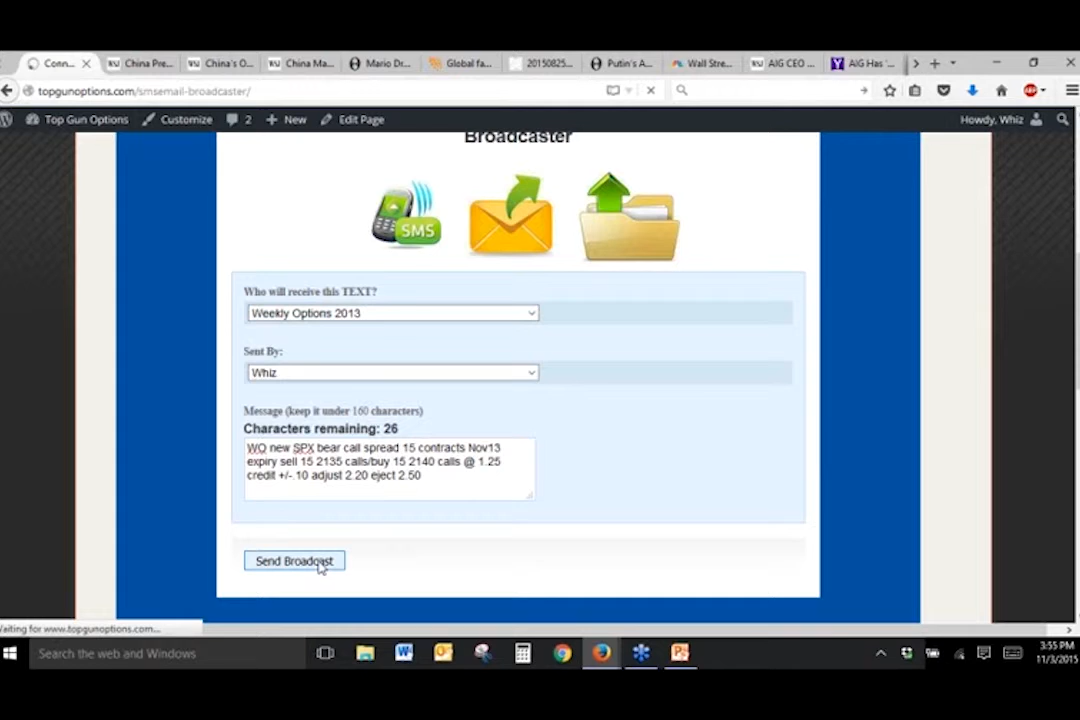 Conn...
China Pre...
China's O...
China Ma...
Mario Dr...
Global fa...
20150825...
Putin's A...
Wall Stre...
AIG CEO ...
AIG Has '...
topgunoptions.com/smsemail-broadcaster/
Top Gun Options
Customize
2
New
Edit Page
Howdy, Whiz
Broadcaster
SMS
Who will receive this TEXT?
Weekly Options 2013
Sent By:
Whiz
Message (keep it under 160 characters)
Characters remaining: 26
WO new SPX bear call spread 15 contracts Nov13
expiry sell 15 2135 calls/buy 15 2140 calls @ 1.25
credit +/-.10 adjust 2.20 eject 2.50
Send Broadcast
aiting for www.topgunoptions.com...
Search the web and Windows
3:55 PM
11/3/2015